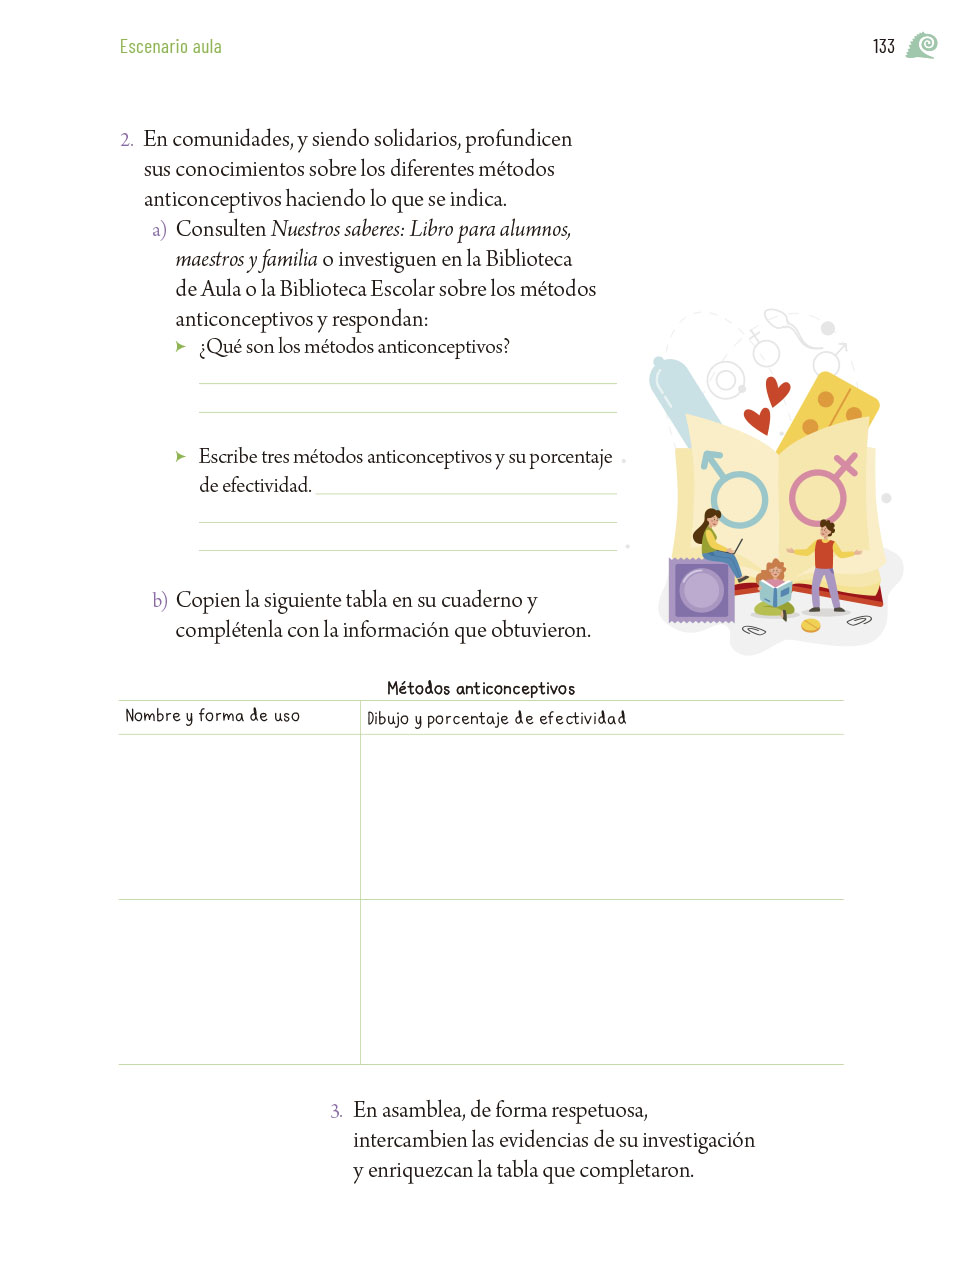 Escenario aula
133
2. En comunidades, y siendo solidarios, profundicen
sus conocimientos sobre los diferentes métodos
anticonceptivos haciendo lo que se indica.
a) Consulten Nuestros saberes: Libro para alumnos,
maestros y familia o investiguen en la Biblioteca
de Aula o la Biblioteca Escolar sobre los métodos
anticonceptivos y respondan:
¿Qué son los métodos anticonceptivos?
Escribe tres métodos anticonceptivos y su porcentaje
de efectividad.
b) Copien la siguiente tabla en su cuaderno y
complétenla con la información que obtuvieron.
Métodos anticonceptivos
Nombre y forma de uso
Dibujo y porcentaje de efectividad
3. En asamblea, de forma respetuosa,
intercambien las evidencias de su investigación
y enriquezcan la tabla que completaron.